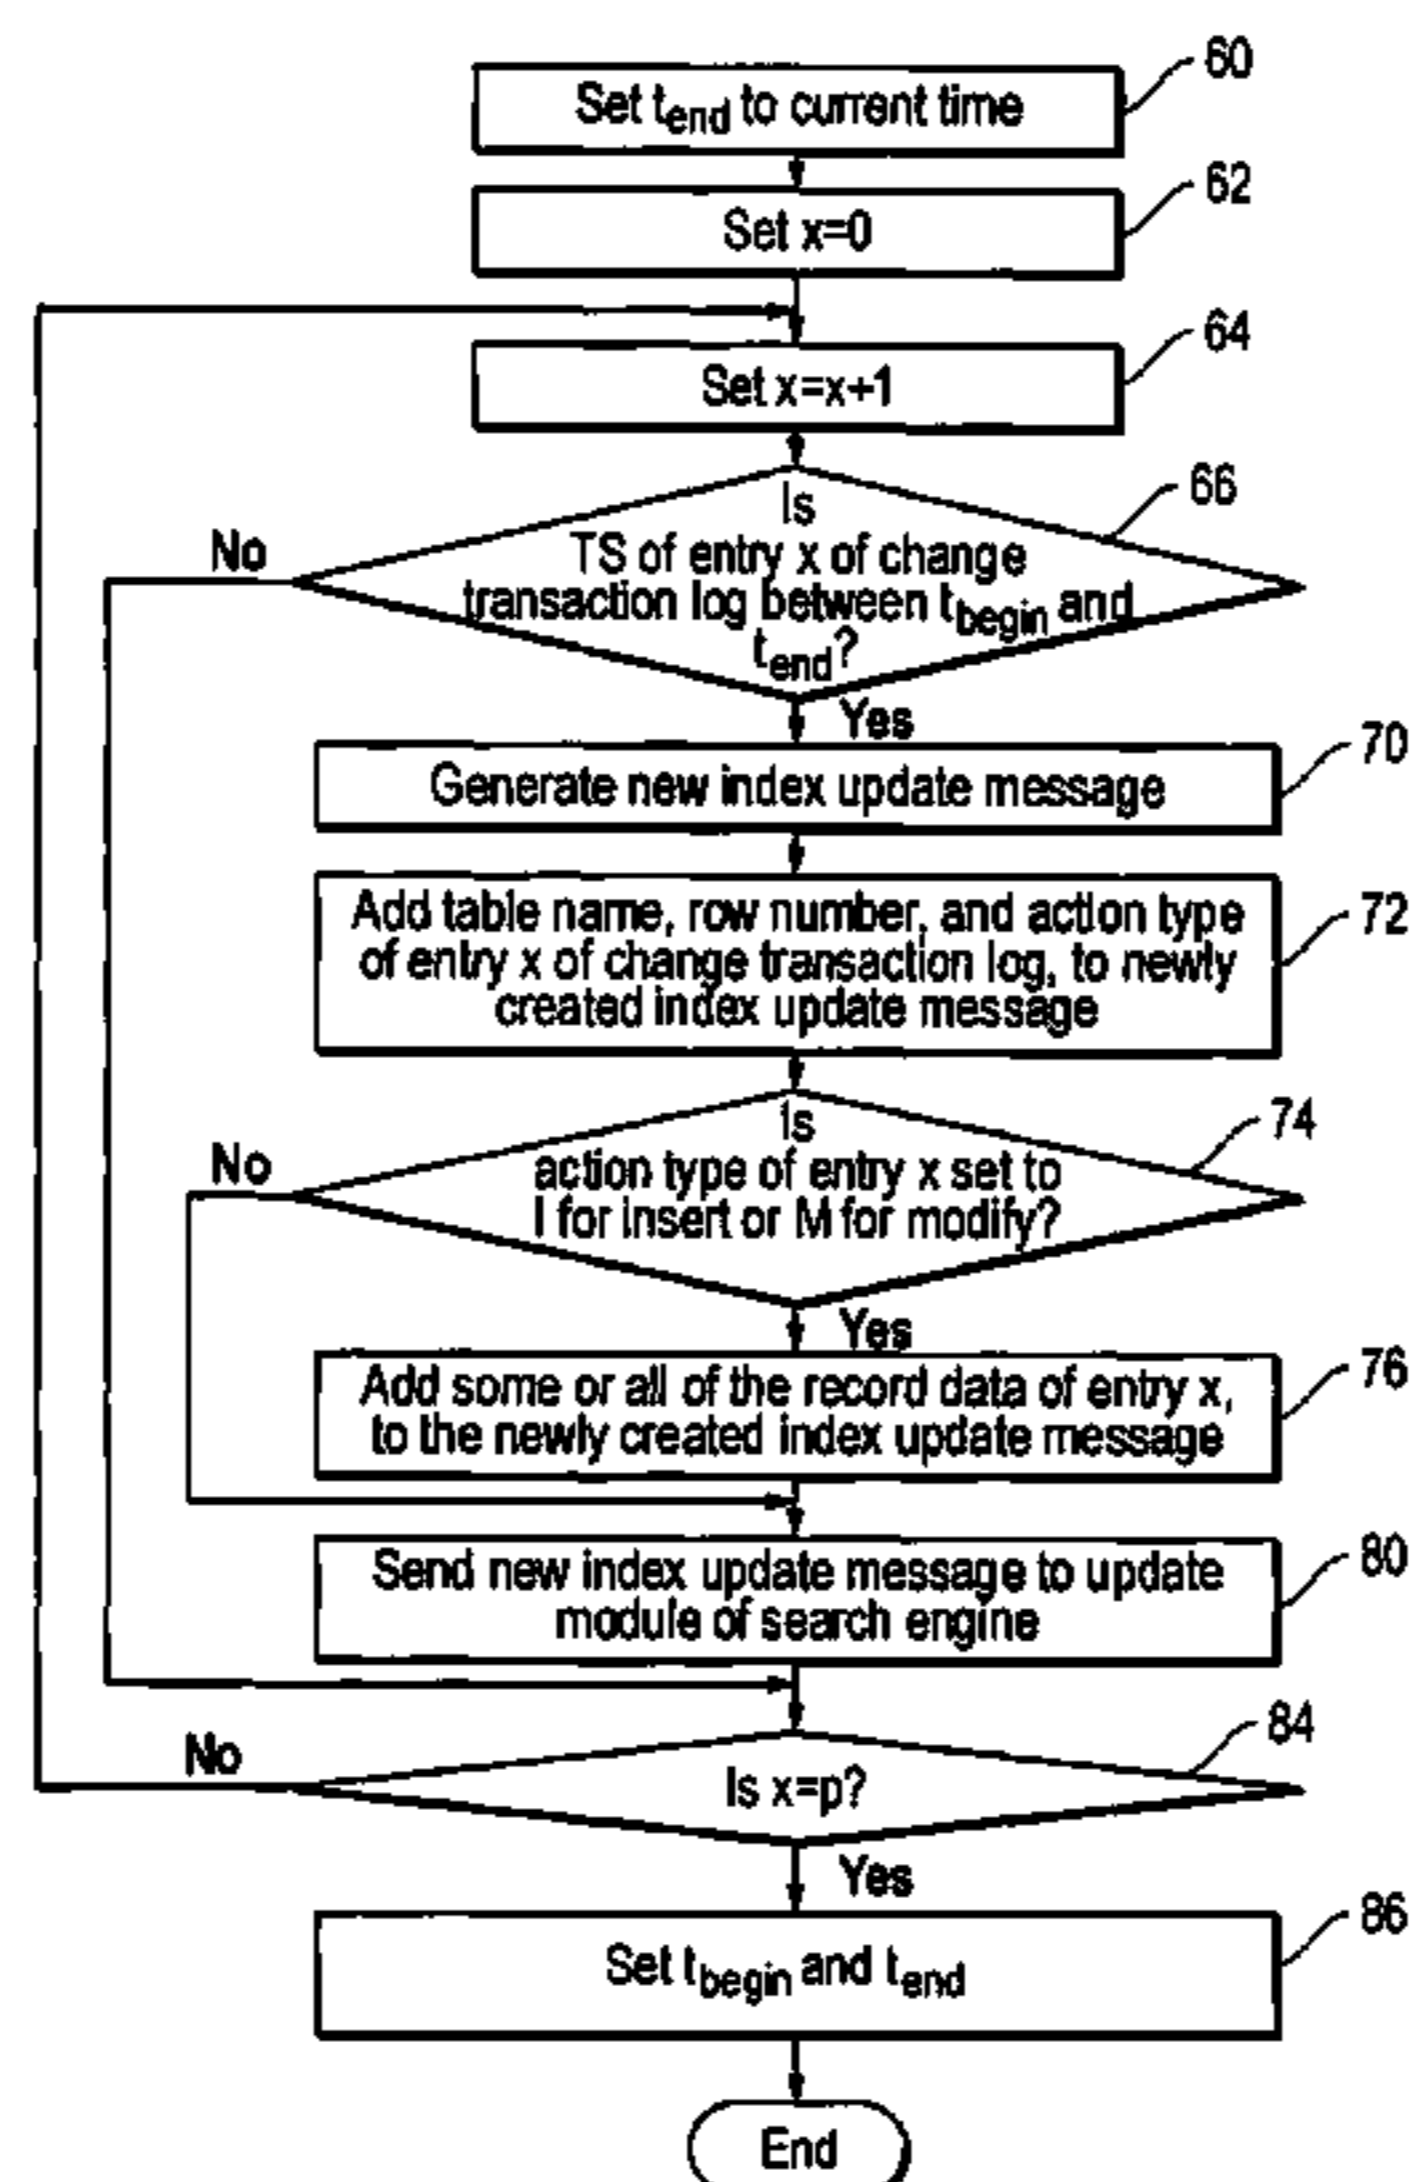 60
Set tend to current time
62
Set x=0
64
Set x=x+1
66
Is
TS of entry x of change
transaction log between tbegin and
tend?
No
Yes
70
Generate new index update message
72
Add table name, row number, and action type
of entry x of change transaction log, to newly
created index update message
74
Is
action type of entry x set to
I for insert or M for modify?
No
Yes
76
Add some or all of the record data of entry x,
to the newly created index update message
80
Send new index update message to update
module of search engine
84
No
Is x=p?
Yes
86
Set tbegin and tend
End